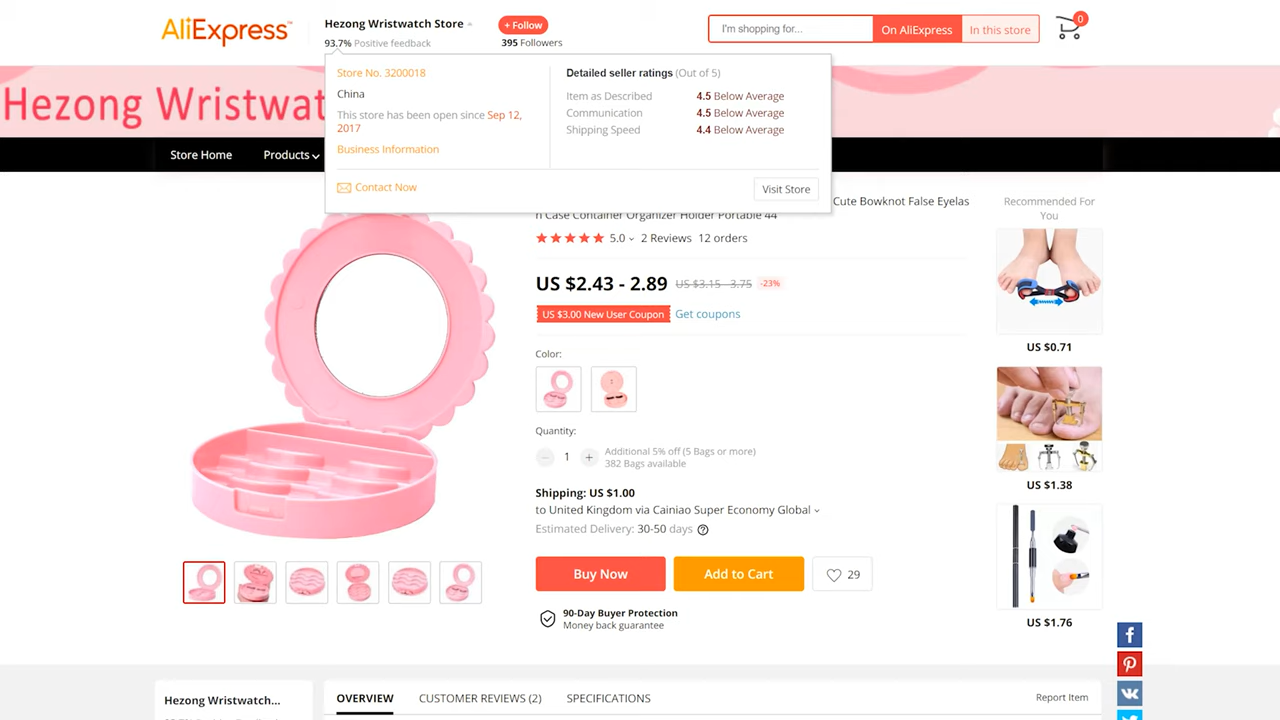 AliExpress™
Hezong Wristwatch Store
+ Follow
93.7% Positive feedback
395 Followers
I'm shopping for...
On AliExpress
In this store
0
Hezong Wristwat
Store No. 3200018
China
This store has been open since Sep 12,
2017
Business Information
Contact Now
Detailed seller ratings (Out of 5)
Item as Described 4.5 Below Average
Communication 4.5 Below Average
Shipping Speed 4.4 Below Average
Visit Store
Store Home
Products
Cute Bowknot False Eyelas
n Case Container Organizer Holder Portable 44
5.0
2 Reviews
12 orders
US $2.43 - 2.89
US $3.15 - 3.75
-23%
US $3.00 New User Coupon
Get coupons
Color:
Quantity:
1
Additional 5% off (5 Bags or more)
382 Bags available
Shipping: US $1.00
to United Kingdom via Cainiao Super Economy Global
Estimated Delivery: 30-50 days
Buy Now
Add to Cart
29
90-Day Buyer Protection
Money back guarantee
Recommended For
You
US $0.71
US $1.38
US $1.76
Hezong Wristwatch...
OVERVIEW
CUSTOMER REVIEWS (2)
SPECIFICATIONS
Report Item